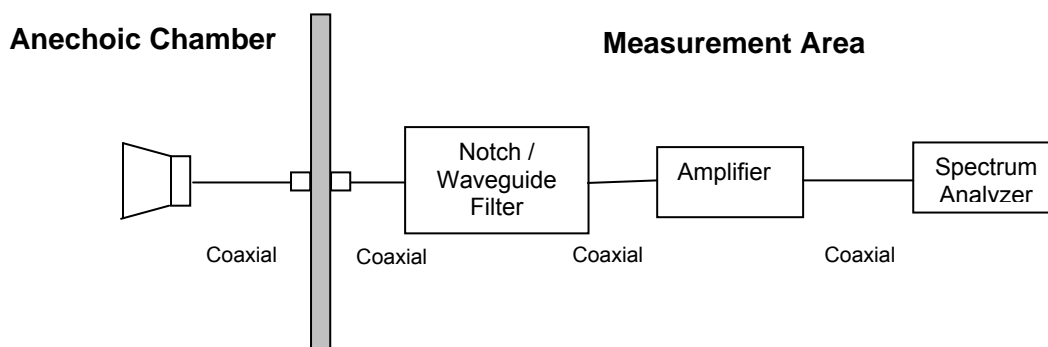 Anechoic Chamber
Measurement Area
Notch /
Waveguide
Filter
Amplifier
Spectrum
Analyzer
Coaxial
Coaxial
Coaxial
Coaxial